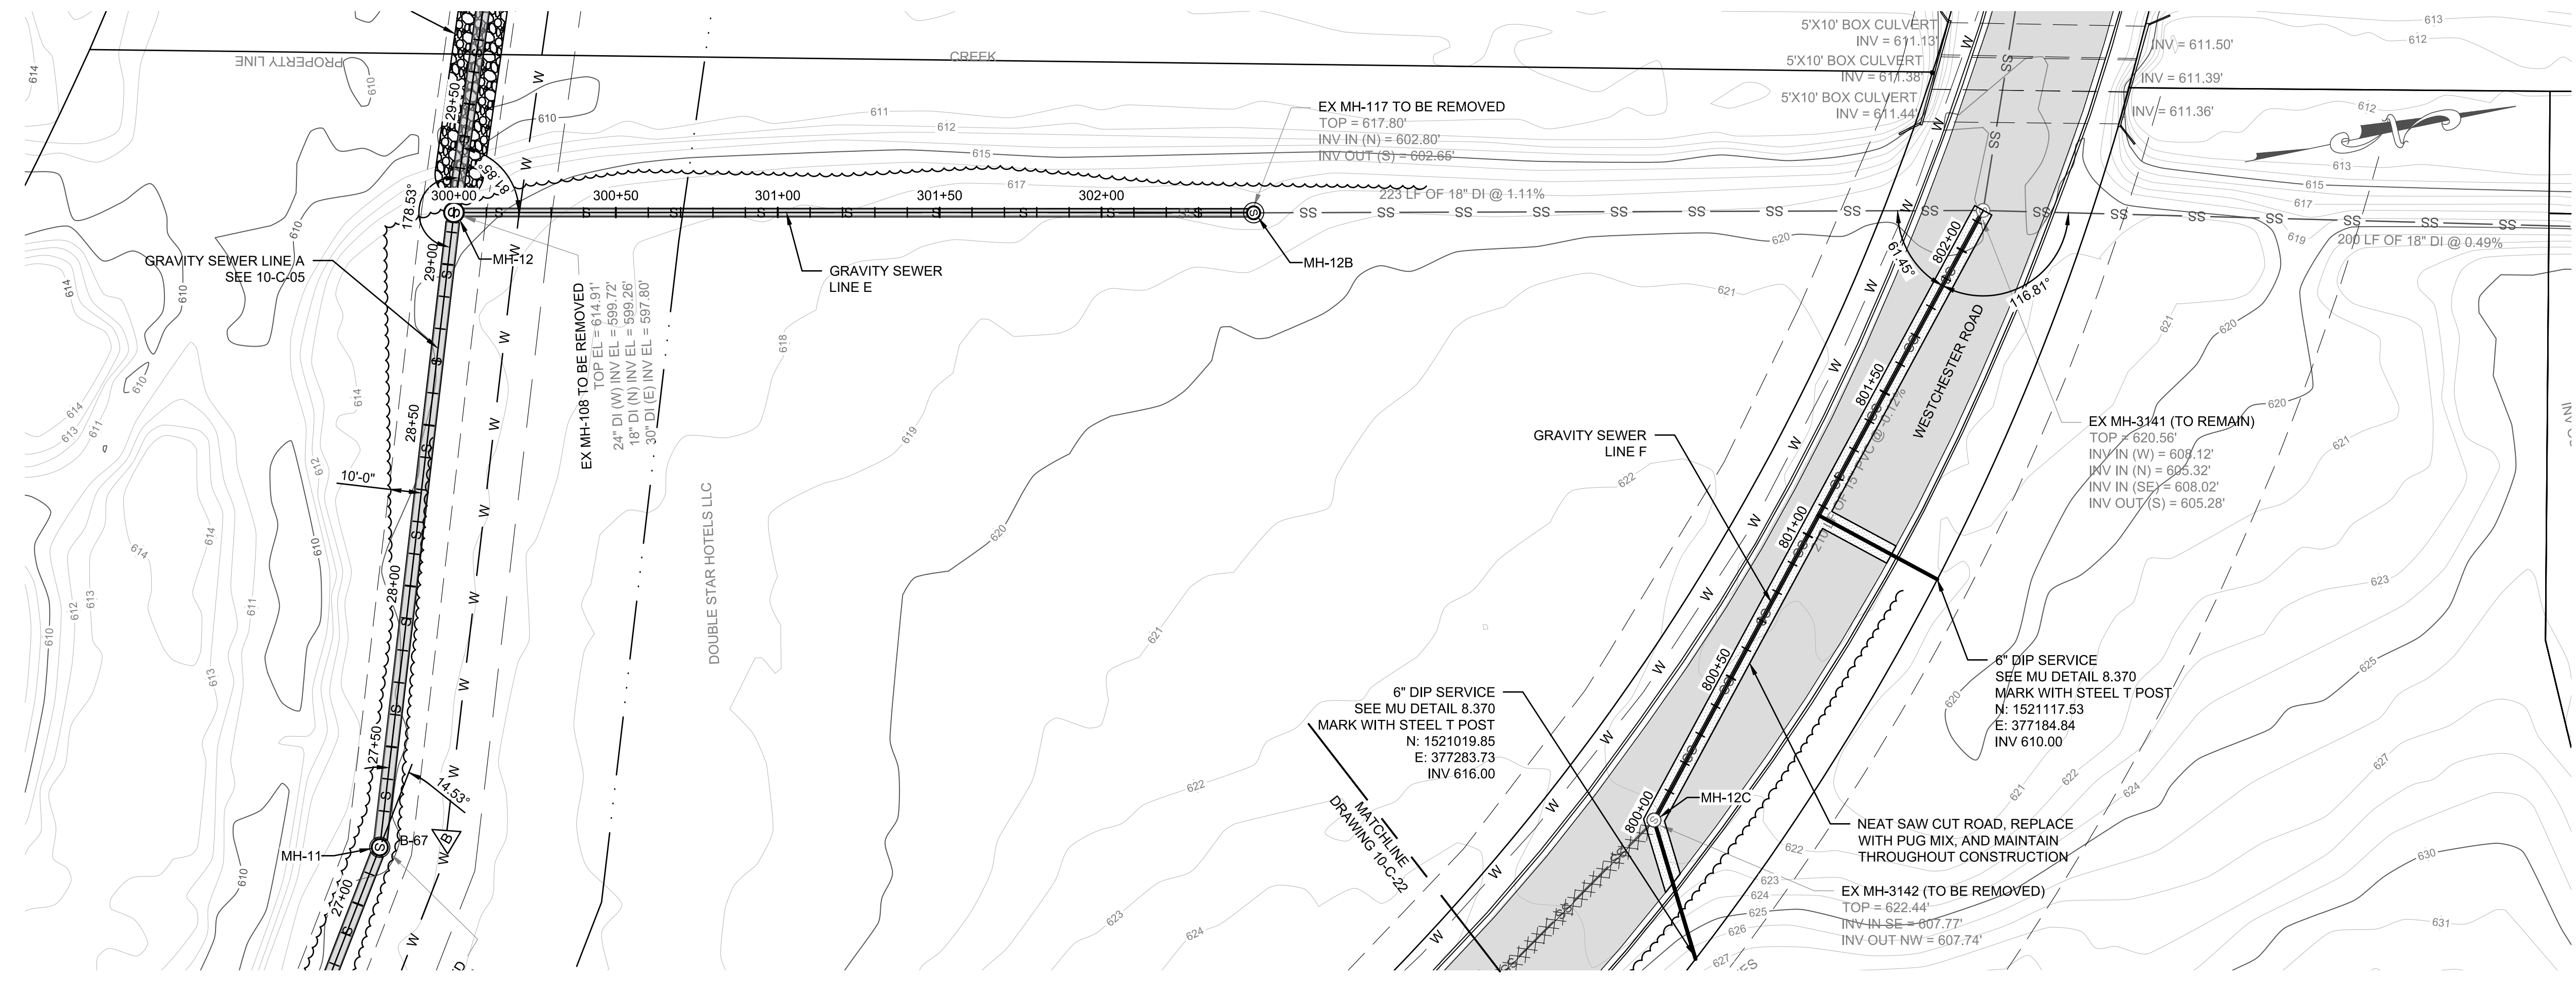 PROPERTY LINE
CREEK
5'X10' BOX CULVERT
INV = 611.13'
5'X10' BOX CULVERT
INV = 611.38'
5'X10' BOX CULVERT
INV = 611.44'
INV = 611.50'
INV = 611.39'
INV = 611.36'
EX MH-117 TO BE REMOVED
TOP = 617.80'
INV IN (N) = 602.80'
INV OUT (S) = 602.65'
223 LF OF 18" DI @ 1.11%
200 LF OF 18" DI @ 0.49%
29+50
81.85°
178.53°
300+00
300+50
301+00
301+50
302+00
MH-12
MH-12B
GRAVITY SEWER LINE A
SEE 10-C-05
GRAVITY SEWER
LINE E
EX MH-108 TO BE REMOVED
TOP EL = 614.91'
24" DI (W) INV EL = 599.72'
18" DI (N) INV EL = 599.26'
30" DI (E) INV EL = 597.80'
29+00
28+50
10'-0"
28+00
27+50
14.53°
B-67
B
MH-11
27+00
DOUBLE STAR HOTELS LLC
61.45°
116.81°
802+00
801+50
801+00
800+50
800+00
WESTCHESTER ROAD
GRAVITY SEWER
LINE F
EX MH-3141 (TO REMAIN)
TOP = 620.56'
INV IN (W) = 608.12'
INV IN (N) = 605.32'
INV IN (SE) = 608.02'
INV OUT (S) = 605.28'
6" DIP SERVICE
SEE MU DETAIL 8.370
MARK WITH STEEL T POST
N: 1521117.53
E: 377184.84
INV 610.00
6" DIP SERVICE
SEE MU DETAIL 8.370
MARK WITH STEEL T POST
N: 1521019.85
E: 377283.73
INV 616.00
MATCHLINE
DRAWING 10-C-22
MH-12C
NEAT SAW CUT ROAD, REPLACE
WITH PUG MIX, AND MAINTAIN
THROUGHOUT CONSTRUCTION
EX MH-3142 (TO BE REMOVED)
TOP = 622.44'
INV IN SE = 607.77'
INV OUT NW = 607.74'